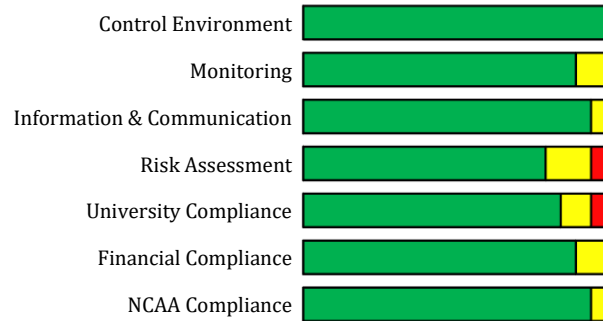 Control Environment
Monitoring
Information & Communication
Risk Assessment
University Compliance
Financial Compliance
NCAA Compliance